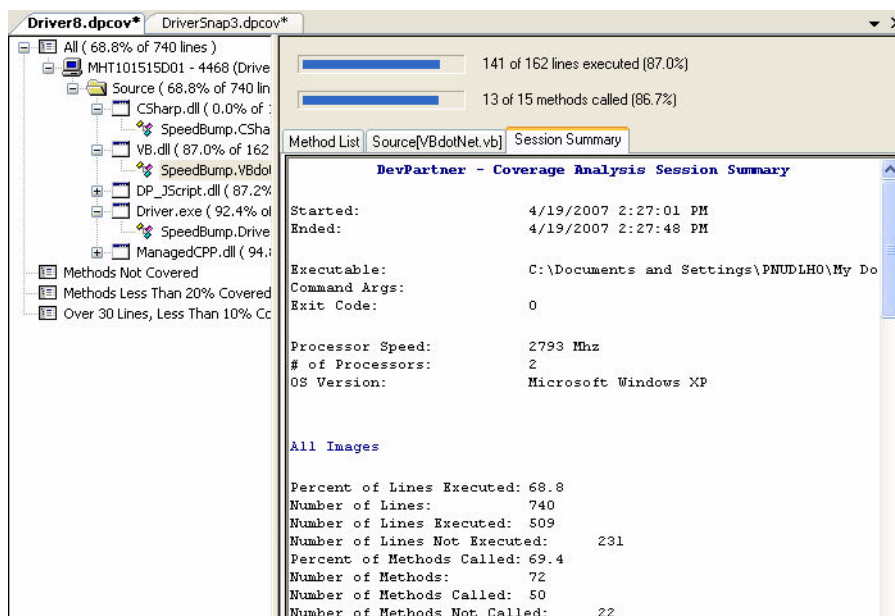 Driver8.dpcov*
DriverSnap3.dpcov*
All ( 68.8% of 740 lines )
MHT101515D01 - 4468 (Drive
Source ( 68.8% of 740 lin
CSharp.dll ( 0.0% of
SpeedBump.CSha
VB.dll ( 87.0% of 162
SpeedBump.VBdot
DP_JScript.dll ( 87.2%
Driver.exe ( 92.4% of
SpeedBump.Drive
ManagedCPP.dll ( 94.
Methods Not Covered
Methods Less Than 20% Covered
Over 30 Lines, Less Than 10% Co
141 of 162 lines executed (87.0%)
13 of 15 methods called (86.7%)
Method List Source[VBdotNet.vb] Session Summary
DevPartner - Coverage Analysis Session Summary
Started: 4/19/2007 2:27:01 PM
Ended: 4/19/2007 2:27:48 PM
Executable: C:\Documents and Settings\PNUDLH0\My Do
Command Args:
Exit Code: 0
Processor Speed: 2793 Mhz
# of Processors: 2
OS Version: Microsoft Windows XP
All Images
Percent of Lines Executed: 68.8
Number of Lines: 740
Number of Lines Executed: 509
Number of Lines Not Executed: 231
Percent of Methods Called: 69.4
Number of Methods: 72
Number of Methods Called: 50
Number of Methods Not Called: 22